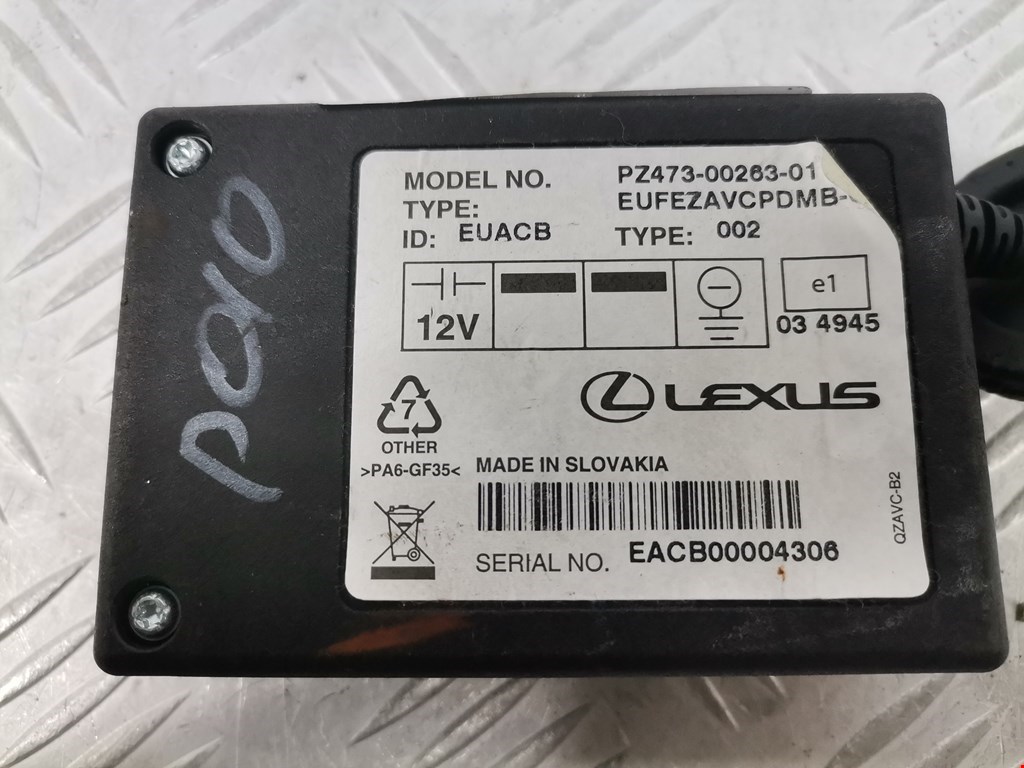 MODEL NO. PZ473-00263-01
TYPE: EUFEZAVCPDMB-
ID: EUACB TYPE: 002
12V
e1
03 4945
LEXUS
7
OTHER
>PA6-GF35<
MADE IN SLOVAKIA
SERIAL NO. EACB00004306
QZAVC-B2